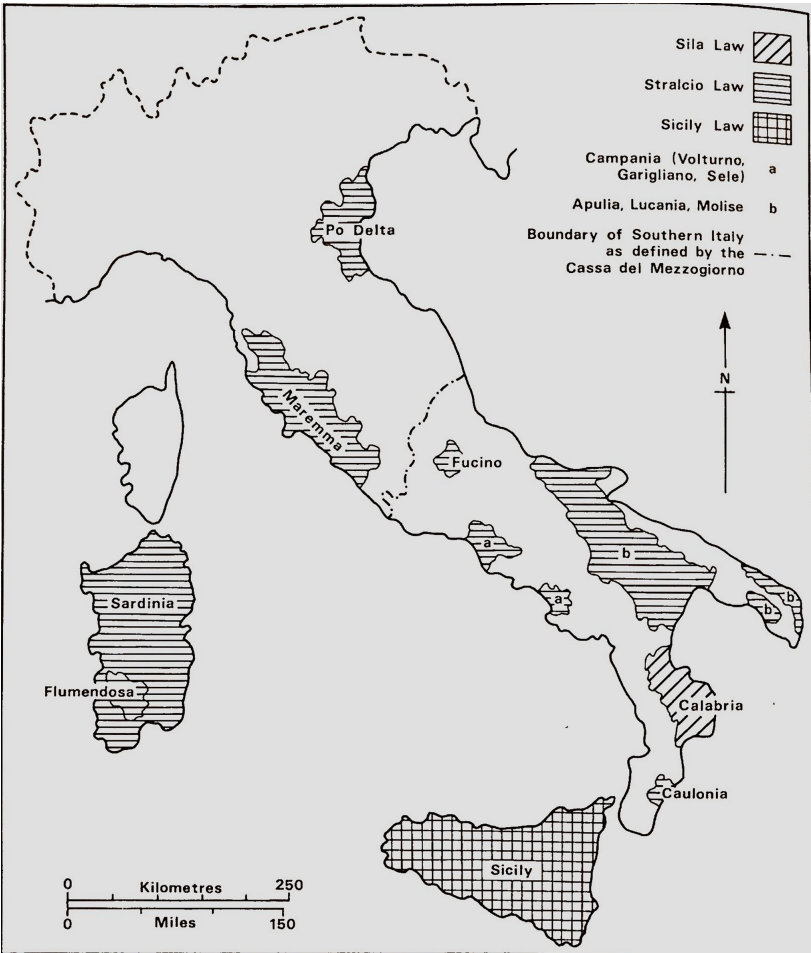 Sila Law
Stralcio Law
Sicily Law
Campania (Volturno,
Garigliano, Sele)
a
Apulia, Lucania, Molise
b
Boundary of Southern Italy
as defined by the
Cassa del Mezzogiorno
N
Po Delta
Maremma
Fucino
a
b
a
b
b
Sardinia
Flumendosa
Calabria
Caulonia
Sicily
0 Kilometres 250
0 Miles 150